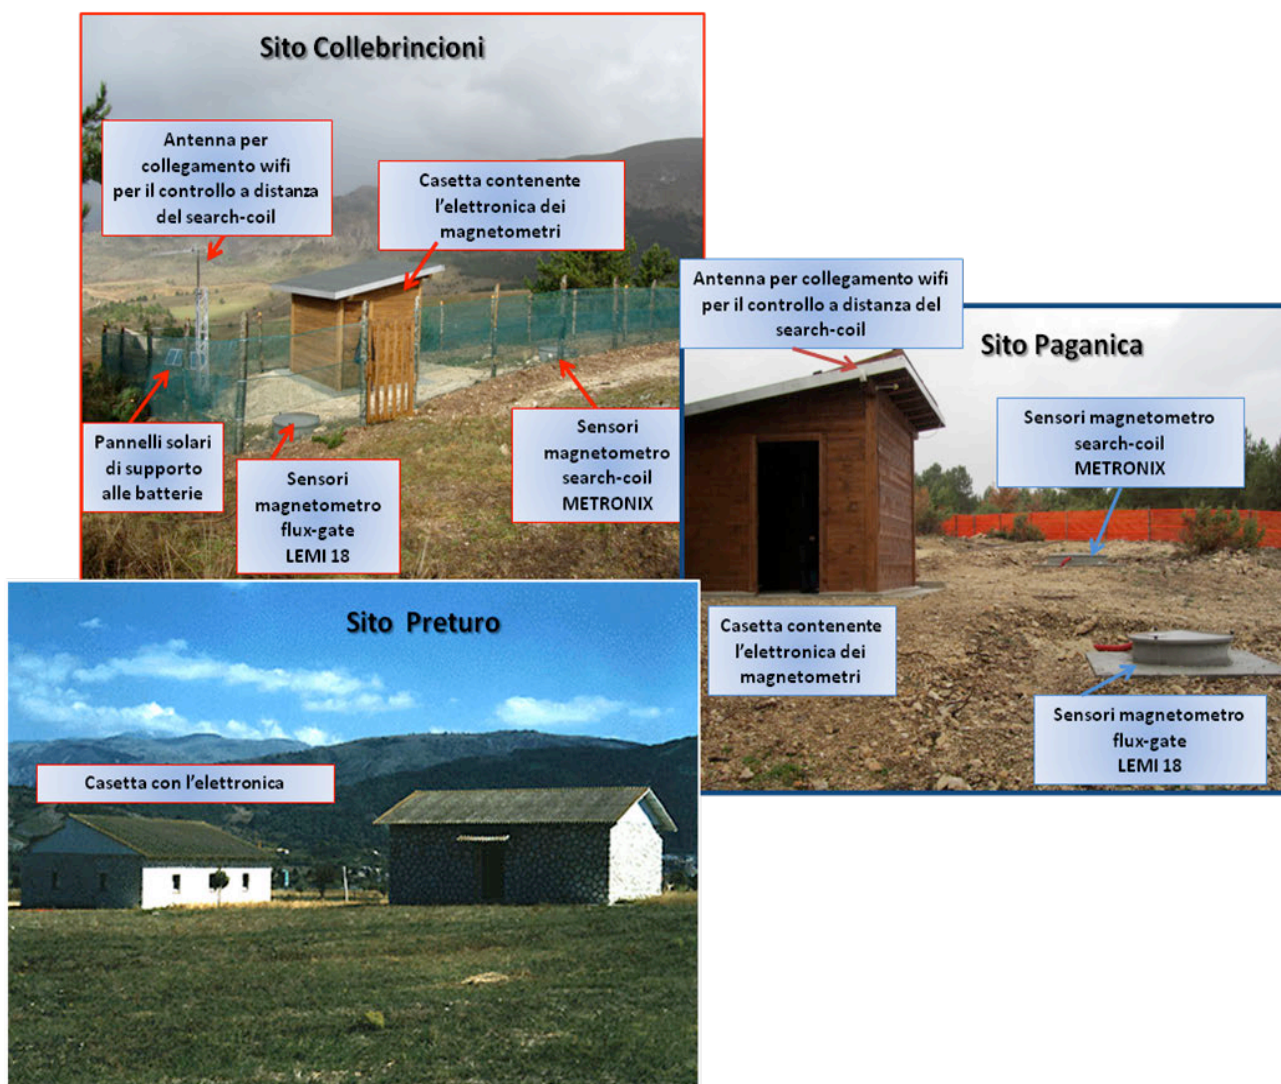 Sito Collebrincioni
Antenna per
collegamento wifi
per il controllo a distanza
del search-coil
Casetta contenente
l'elettronica dei
magnetometri
Pannelli solari
di supporto
alle batterie
Sensori
magnetometro
flux-gate
LEMI 18
Sensori
magnetometro
search-coil
METRONIX
Antenna per collegamento wifi
per il controllo a distanza del
search-coil
Sito Paganica
Sensori magnetometro
search-coil
METRONIX
Casetta contenente
l'elettronica dei
magnetometri
Sensori magnetometro
flux-gate
LEMI 18
Sito Preturo
Casetta con l'elettronica